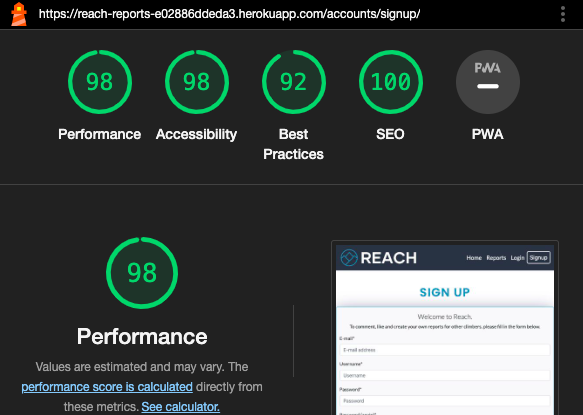 https://reach-reports-e02886ddeda3.herokuapp.com/accounts/signup/
98
98
92
100
PWA
Performance
Accessibility
Best
Practices
SEO
PWA
98
Performance
Values are estimated and may vary. The
performance score is calculated directly from
these metrics. See calculator.
REACH
Home Reports Login Signup
SIGN UP
Welcome to Reach.
To comment, like and create your own reports for other climbers, please fill in the form below.
E-mail*
E-mail address
Username*
Username
Password*
Password